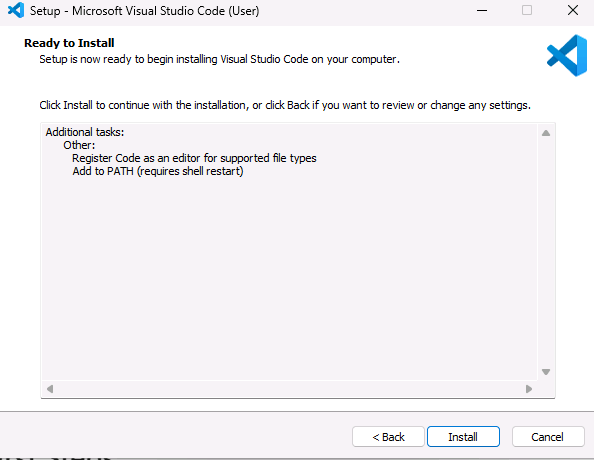 Setup - Microsoft Visual Studio Code (User)
Ready to Install
Setup is now ready to begin installing Visual Studio Code on your computer.
Click Install to continue with the installation, or click Back if you want to review or change any settings.
Additional tasks:
Other:
Register Code as an editor for supported file types
Add to PATH (requires shell restart)
< Back
Install
Cancel